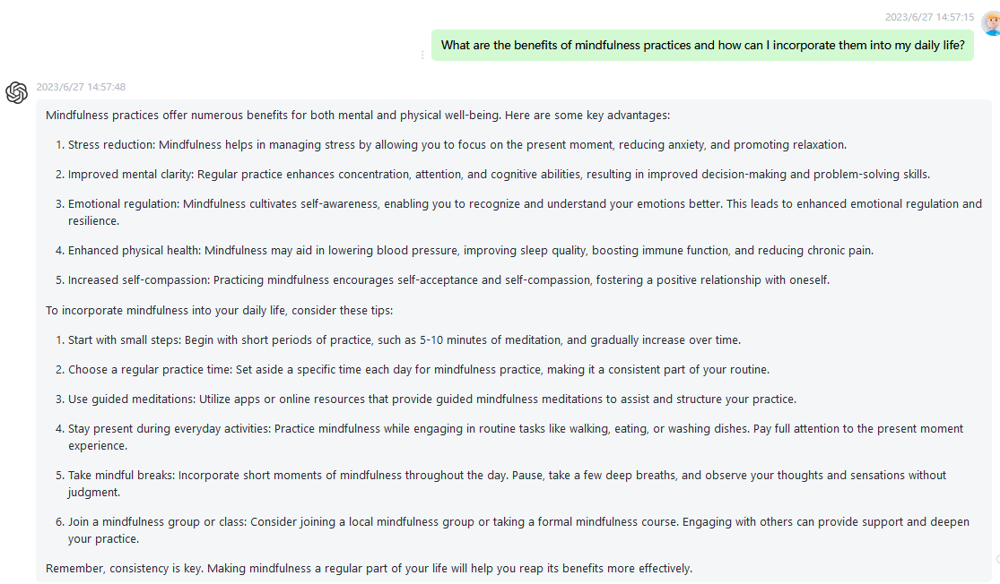 2023/6/27 14:57:15
What are the benefits of mindfulness practices and how can I incorporate them into my daily life?
2023/6/27 14:57:48
Mindfulness practices offer numerous benefits for both mental and physical well-being. Here are some key advantages:
1. Stress reduction: Mindfulness helps in managing stress by allowing you to focus on the present moment, reducing anxiety, and promoting relaxation.
2. Improved mental clarity: Regular practice enhances concentration, attention, and cognitive abilities, resulting in improved decision-making and problem-solving skills.
3. Emotional regulation: Mindfulness cultivates self-awareness, enabling you to recognize and understand your emotions better. This leads to enhanced emotional regulation and
resilience.
4. Enhanced physical health: Mindfulness may aid in lowering blood pressure, improving sleep quality, boosting immune function, and reducing chronic pain.
5. Increased self-compassion: Practicing mindfulness encourages self-acceptance and self-compassion, fostering a positive relationship with oneself.
To incorporate mindfulness into your daily life, consider these tips:
1. Start with small steps: Begin with short periods of practice, such as 5-10 minutes of meditation, and gradually increase over time.
2. Choose a regular practice time: Set aside a specific time each day for mindfulness practice, making it a consistent part of your routine.
3. Use guided meditations: Utilize apps or online resources that provide guided mindfulness meditations to assist and structure your practice.
4. Stay present during everyday activities: Practice mindfulness while engaging in routine tasks like walking, eating, or washing dishes. Pay full attention to the present moment
experience.
5. Take mindful breaks: Incorporate short moments of mindfulness throughout the day. Pause, take a few deep breaths, and observe your thoughts and sensations without
judgment.
6. Join a mindfulness group or class: Consider joining a local mindfulness group or taking a formal mindfulness course. Engaging with others can provide support and deepen
your practice.
Remember, consistency is key. Making mindfulness a regular part of your life will help you reap its benefits more effectively.